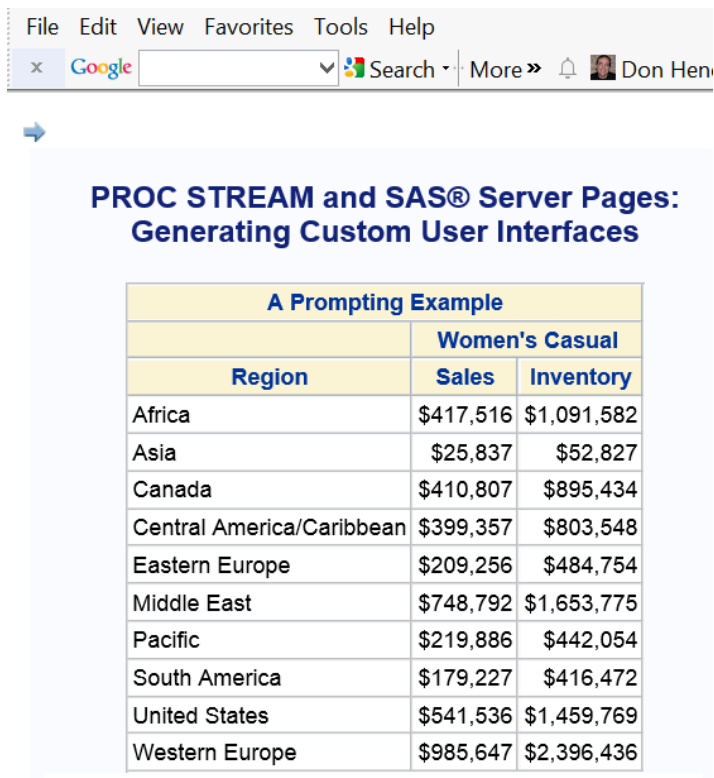 File Edit View Favorites Tools Help
x Google Search More » Don Hen
PROC STREAM and SAS® Server Pages:
Generating Custom User Interfaces
A Prompting Example
Women's Casual
Region Sales Inventory
Africa $417,516 $1,091,582
Asia $25,837 $52,827
Canada $410,807 $895,434
Central America/Caribbean $399,357 $803,548
Eastern Europe $209,256 $484,754
Middle East $748,792 $1,653,775
Pacific $219,886 $442,054
South America $179,227 $416,472
United States $541,536 $1,459,769
Western Europe $985,647 $2,396,436